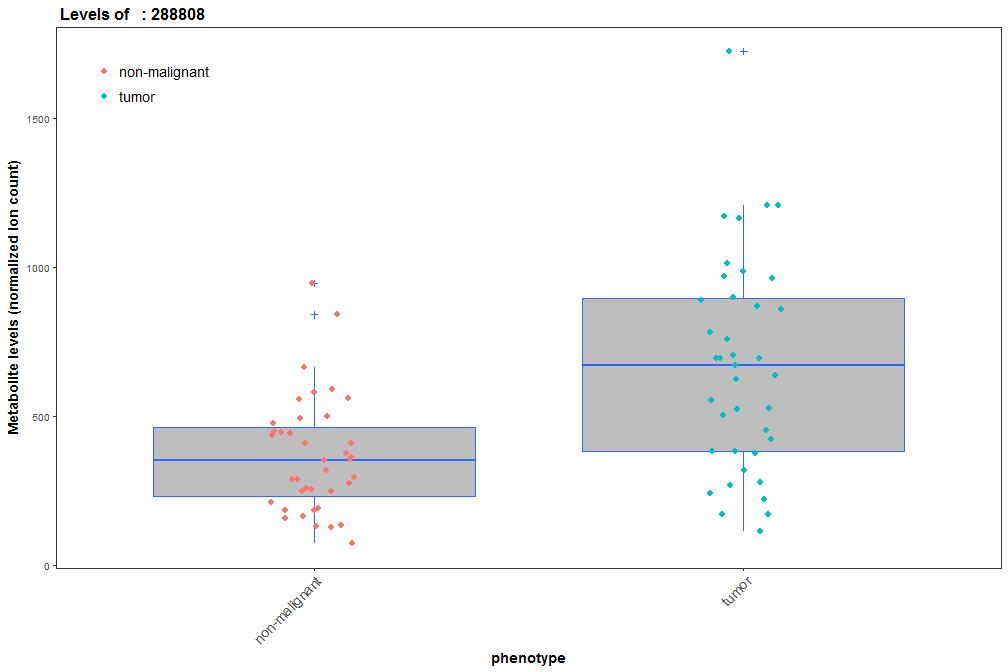 Levels of   : 288808
non-malignant
tumor
Metabolite levels (normalized Ion count)
1500
1000
500
0
non-malignant
tumor
phenotype